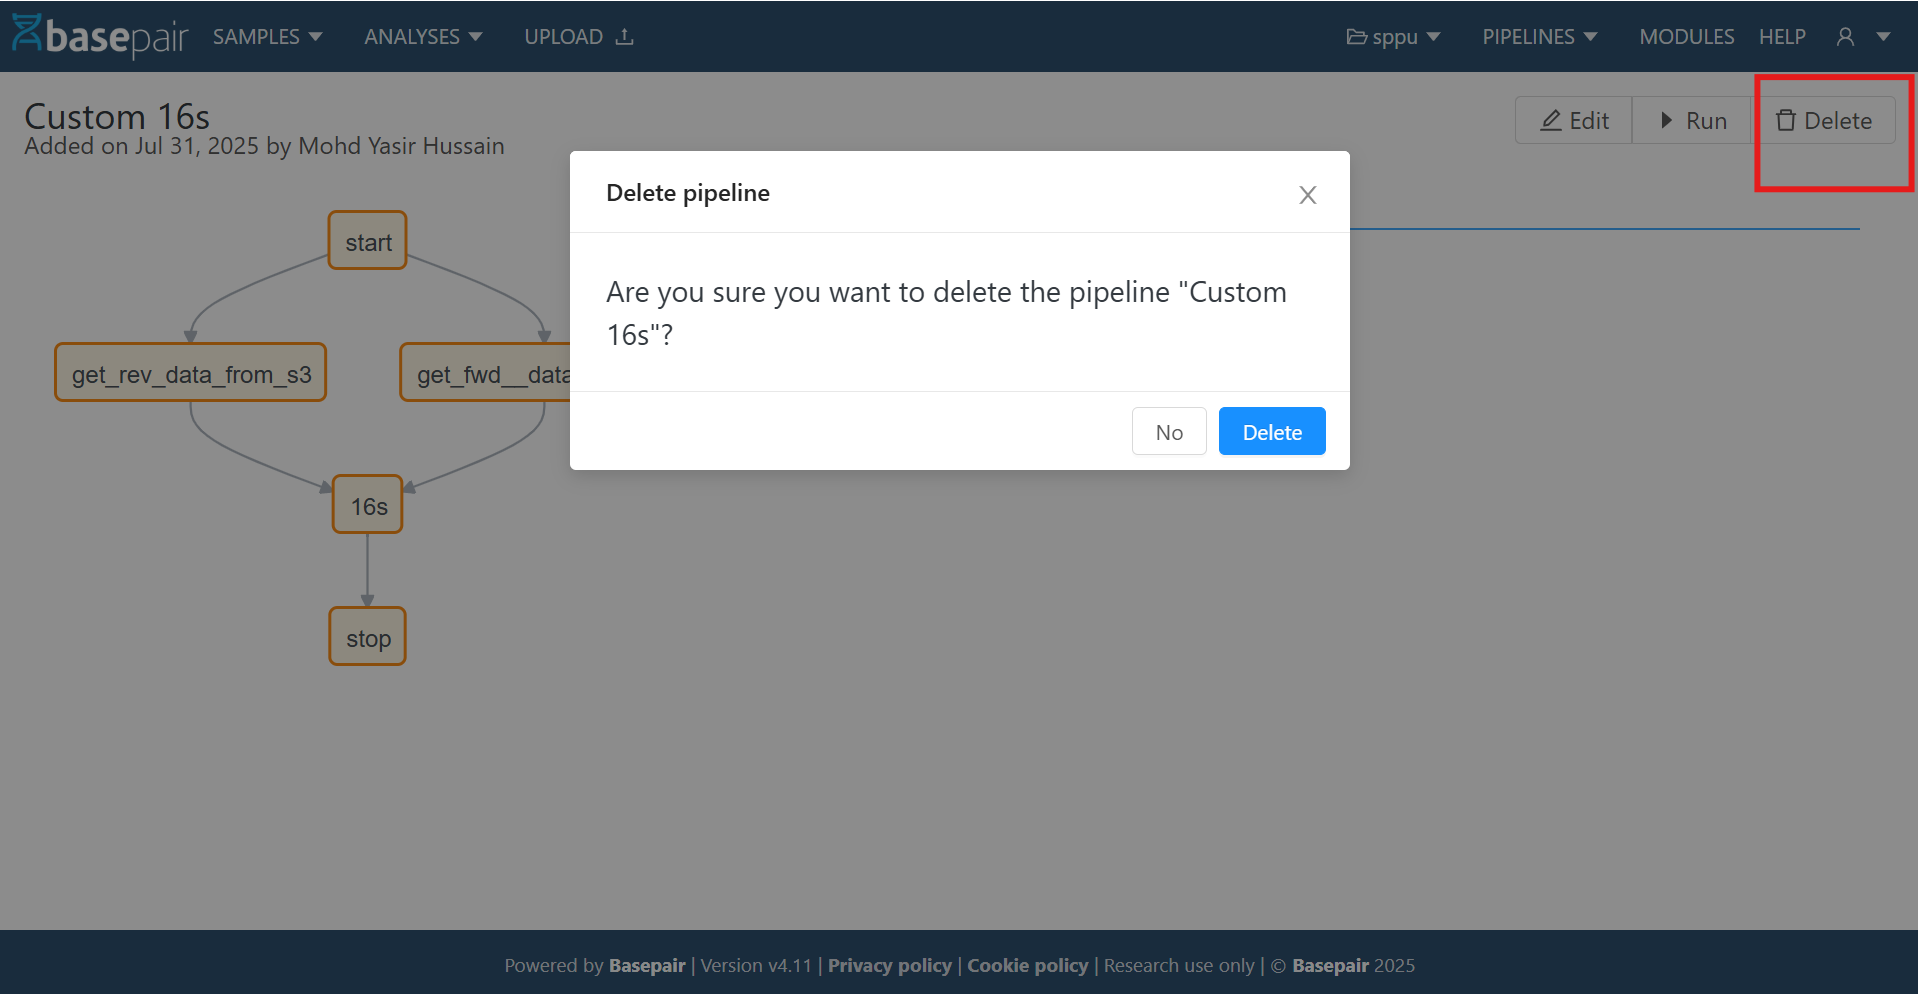 basepair SAMPLES ANALYSES UPLOAD sppu PIPELINES MODULES HELP
Custom 16s
Added on Jul 31, 2025 by Mohd Yasir Hussain
Edit Run Delete
Delete pipeline
X
Are you sure you want to delete the pipeline "Custom
16s"?
No Delete
start
get_rev_data_from_s3 get_fwd__data
16s
stop
Powered by Basepair | Version v4.11 | Privacy policy | Cookie policy | Research use only | © Basepair 2025